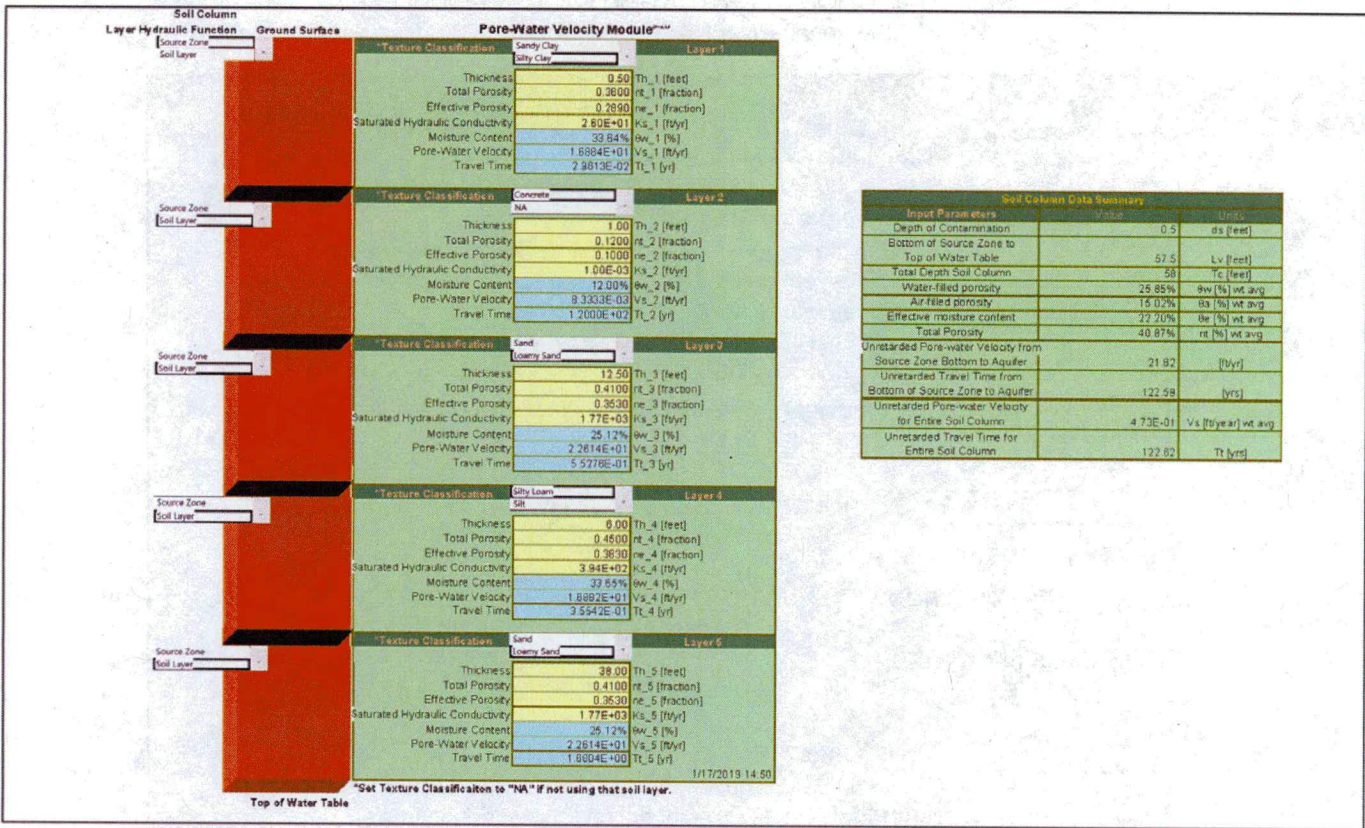 Soil Column
Layer Hydraulic Function Ground Surface
Pore-Water Velocity Module
Source Zone
Soil Layer
*Texture Classification Sandy Clay Layer 1
Silty Clay
Thickness 0.50 Th_1 [feet]
Total Porosity 0.3800 nt_1 [fraction]
Effective Porosity 0.2890 ne_1 [fraction]
Saturated Hydraulic Conductivity 2.80E+01 Ks_1 [ft/yr]
Moisture Content 33.64% θw_1 [%]
Pore-Water Velocity 1.6884E+01 Vs_1 [ft/yr]
Travel Time 2.9613E-02 Tt_1 [yr]
Source Zone
Soil Layer
*Texture Classification Concrete Layer 2
NA
Thickness 1.00 Th_2 [feet]
Total Porosity 0.1200 nt_2 [fraction]
Effective Porosity 0.1000 ne_2 [fraction]
Saturated Hydraulic Conductivity 1.00E-03 Ks_2 [ft/yr]
Moisture Content 12.00% θw_2 [%]
Pore-Water Velocity 8.3333E-03 Vs_2 [ft/yr]
Travel Time 1.2000E+02 Tt_2 [yr]
Source Zone
Soil Layer
*Texture Classification Sand Layer 3
Loamy Sand
Thickness 12.50 Th_3 [feet]
Total Porosity 0.4100 nt_3 [fraction]
Effective Porosity 0.3530 ne_3 [fraction]
Saturated Hydraulic Conductivity 1.77E+03 Ks_3 [ft/yr]
Moisture Content 25.12% θw_3 [%]
Pore-Water Velocity 2.2614E+01 Vs_3 [ft/yr]
Travel Time 5.5276E-01 Tt_3 [yr]
Source Zone
Soil Layer
*Texture Classification Silty Loam Layer 4
Silt
Thickness 6.00 Th_4 [feet]
Total Porosity 0.4600 nt_4 [fraction]
Effective Porosity 0.3830 ne_4 [fraction]
Saturated Hydraulic Conductivity 3.94E+02 Ks_4 [ft/yr]
Moisture Content 33.65% θw_4 [%]
Pore-Water Velocity 1.6882E+01 Vs_4 [ft/yr]
Travel Time 3.5542E-01 Tt_4 [yr]
Source Zone
Soil Layer
*Texture Classification Sand Layer 5
Loamy Sand
Thickness 38.00 Th_5 [feet]
Total Porosity 0.4100 nt_5 [fraction]
Effective Porosity 0.3530 ne_5 [fraction]
Saturated Hydraulic Conductivity 1.77E+03 Ks_5 [ft/yr]
Moisture Content 25.12% θw_5 [%]
Pore-Water Velocity 2.2614E+01 Vs_5 [ft/yr]
Travel Time 1.6804E+00 Tt_5 [yr]
1/17/2019 14:50
*Set Texture Classificaiton to "NA" if not using that soil layer.
Top of Water Table
Soil Column Data Summary
Input Parameters Value Units
Depth of Contamination 0.5 ds [feet]
Bottom of Source Zone to
Top of Water Table 57.5 Lv [feet]
Total Depth Soil Column 58 Tc [feet]
Water-filled porosity 25.85% θw [%] wt avg
Air-filled porosity 15.02% θa [%] wt avg
Effective moisture content 22.20% θe [%] wt avg
Total Porosity 40.87% nt [%] wt avg
Unretarded Pore-water Velocity from
Source Zone Bottom to Aquifer 21.82 [ft/yr]
Unretarded Travel Time from
Bottom of Source Zone to Aquifer 122.59 [yrs]
Unretarded Pore-water Velocity
for Entire Soil Column 4.73E-01 Vs [ft/year] wt avg
Unretarded Travel Time for
Entire Soil Column 122.62 Tt [yrs]